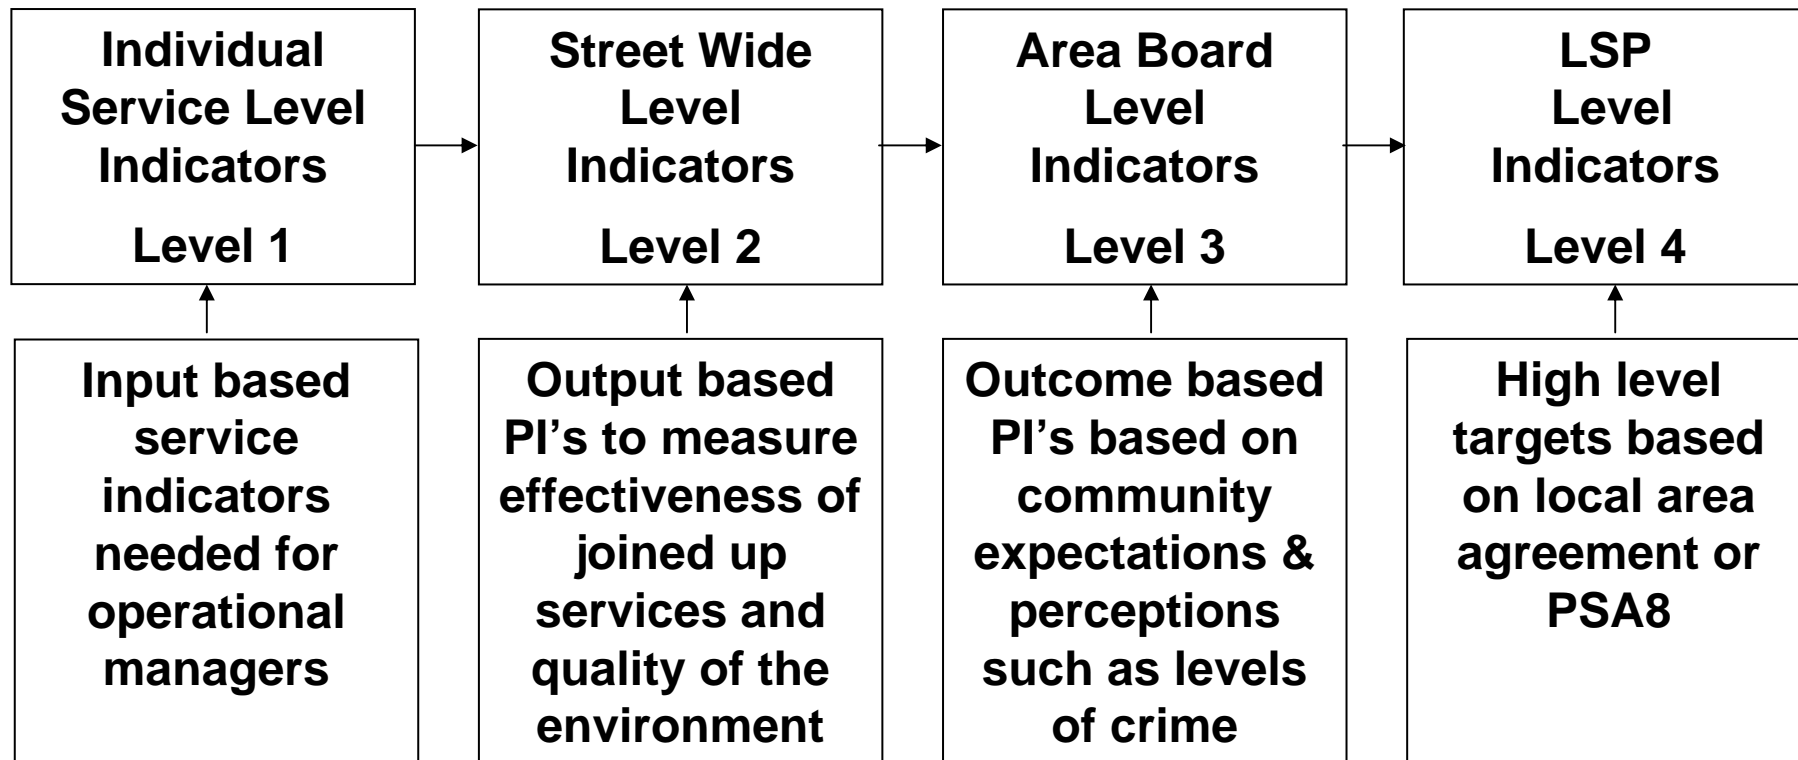 Individual
Service Level
Indicators
Level 1
Street Wide
Level
Indicators
Level 2
Area Board
Level
Indicators
Level 3
LSP
Level
Indicators
Level 4
Input based
service
indicators
needed for
operational
managers
Output based
PI's to measure
effectiveness of
joined up
services and
quality of the
environment
Outcome based
PI's based on
community
expectations &
perceptions
such as levels
of crime
High level
targets based
on local area
agreement or
PSA8